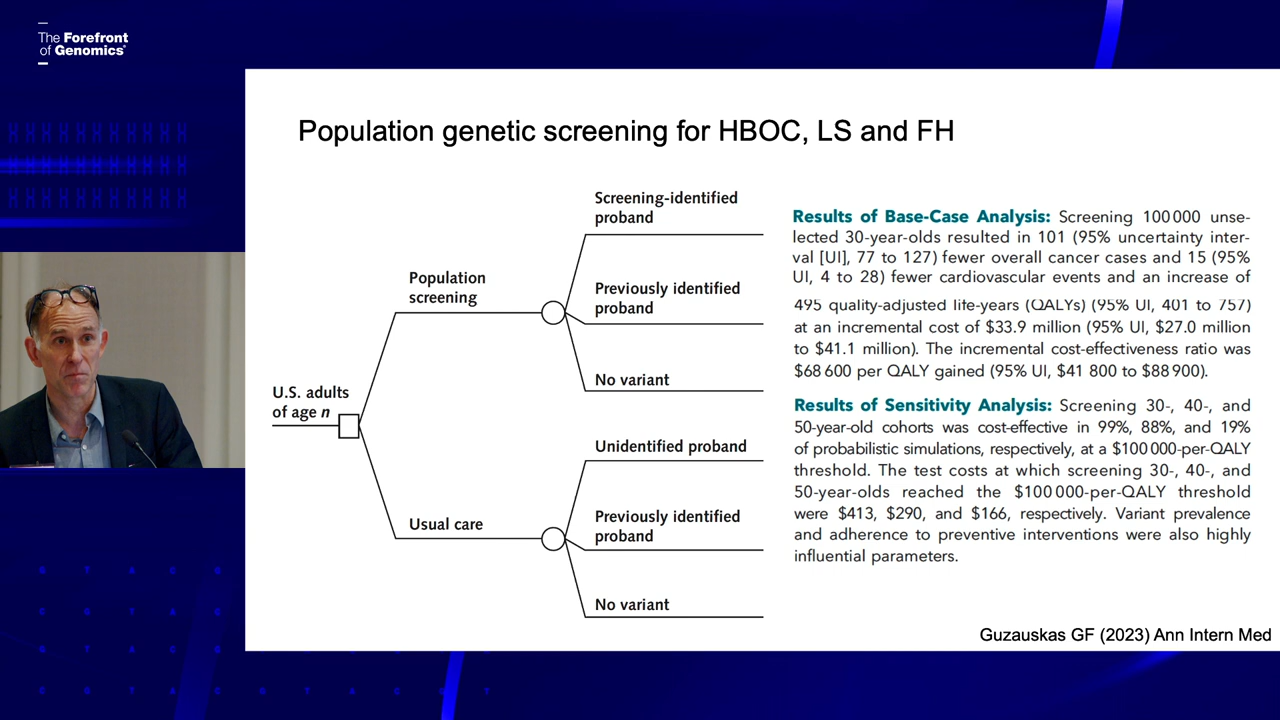 The Forefront
of Genomics®
Population genetic screening for HBOC, LS and FH
Screening-identified
proband
Population
screening
Previously identified
proband
No variant
U.S. adults
of age n
Unidentified proband
Usual care
Previously identified
proband
No variant
Results of Base-Case Analysis: Screening 100 000 unse-
lected 30-year-olds resulted in 101 (95% uncertainty inter-
val [UI], 77 to 127) fewer overall cancer cases and 15 (95%
UI, 4 to 28) fewer cardiovascular events and an increase of
495 quality-adjusted life-years (QALYs) (95% UI, 401 to 757)
at an incremental cost of $33.9 million (95% UI, $27.0 million
to $41.1 million). The incremental cost-effectiveness ratio was
$68 600 per QALY gained (95% UI, $41 800 to $88 900).
Results of Sensitivity Analysis: Screening 30-, 40-, and
50-year-old cohorts was cost-effective in 99%, 88%, and 19%
of probabilistic simulations, respectively, at a $100 000-per-QALY
threshold. The test costs at which screening 30-, 40-, and
50-year-olds reached the $100 000-per-QALY threshold
were $413, $290, and $166, respectively. Variant prevalence
and adherence to preventive interventions were also highly
influential parameters.
Guzauskas GF (2023) Ann Intern Med